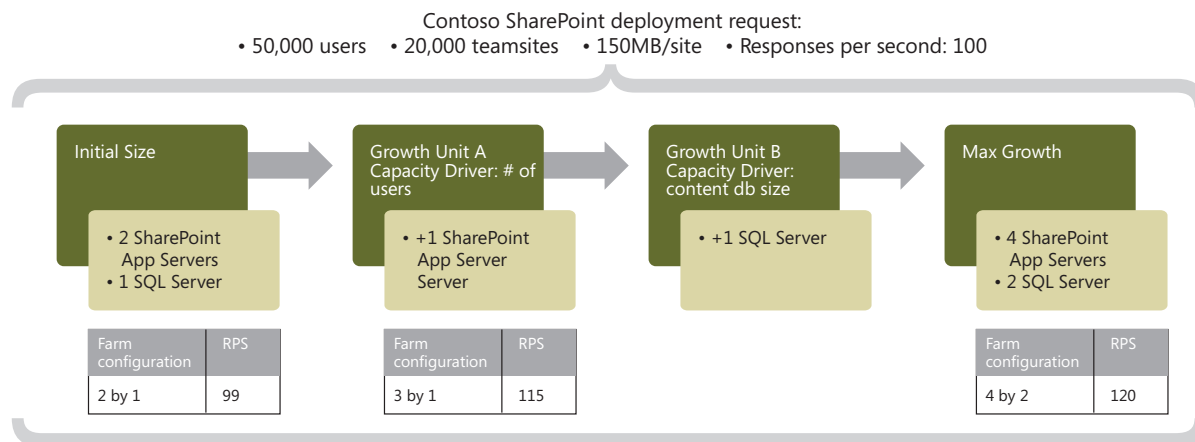 Contoso SharePoint deployment request:
• 50,000 users • 20,000 teamsites • 150MB/site • Responses per second: 100
Initial Size
• 2 SharePoint
App Servers
• 1 SQL Server
Farm
configuration
RPS
2 by 1
99
Growth Unit A
Capacity Driver: # of
users
• +1 SharePoint
App Server
Server
Farm
configuration
RPS
3 by 1
115
Growth Unit B
Capacity Driver:
content db size
• +1 SQL Server
Max Growth
• 4 SharePoint
App Servers
• 2 SQL Server
Farm
configuration
RPS
4 by 2
120